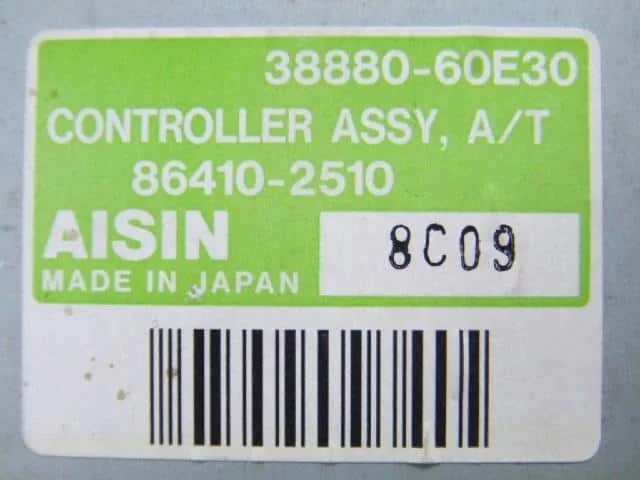 38880-60E30
CONTROLLER ASSY, A/T
86410-2510
AISIN
8C09
MADE IN JAPAN